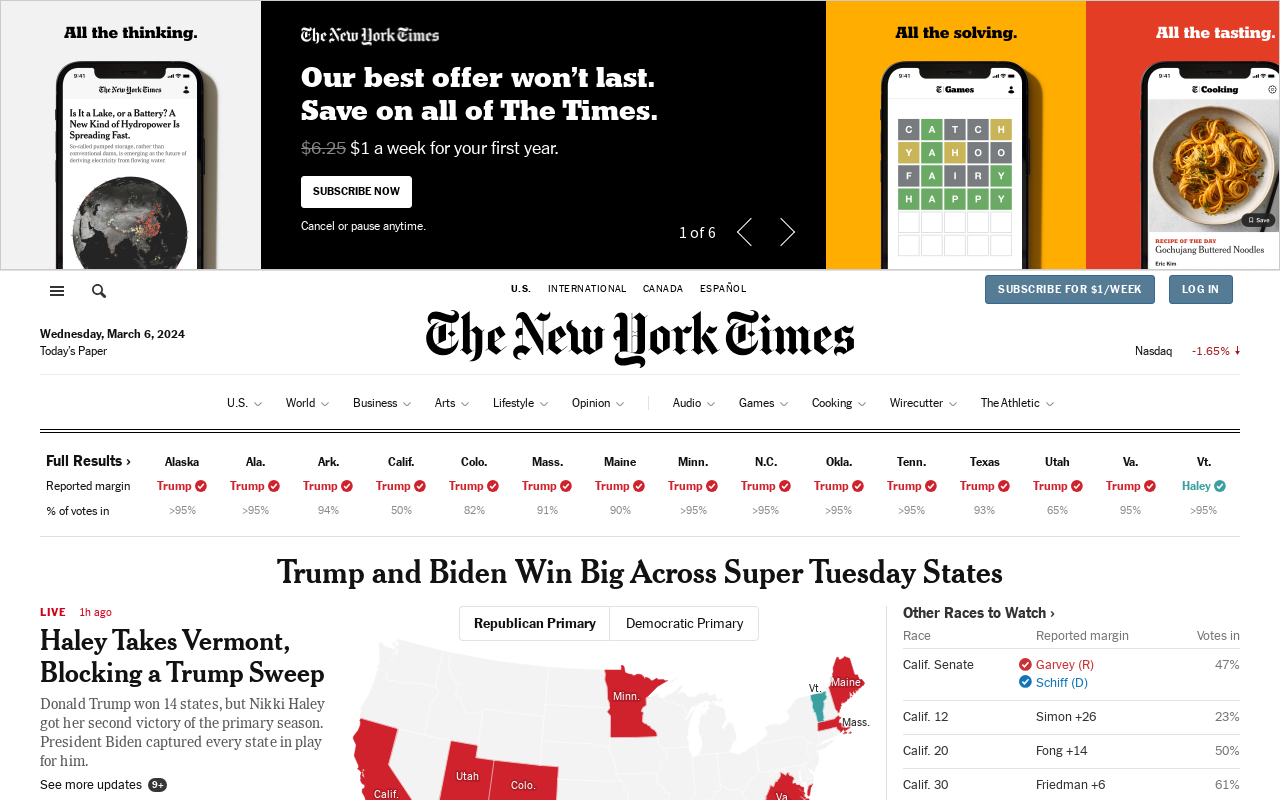 All the thinking.
9:41
The New York Times
Is It a Lake, or a Battery? A
New Kind of Hydropower Is
Spreading Fast.
So-called pumped storage, rather than
conventional dams, is emerging as the future of
deriving electricity from flowing water.
The New York Times
Our best offer won't last.
Save on all of The Times.
$6.25 $1 a week for your first year.
SUBSCRIBE NOW
Cancel or pause anytime.
1 of 6
All the solving.
9:41
Games
C A T C H
Y A H O O
F A I R Y
H A P P Y
All the tasting.
9:41
Cooking
Save
RECIPE OF THE DAY
Gochujang Buttered Noodles
Eric Kim
U.S. INTERNATIONAL CANADA ESPAÑOL
SUBSCRIBE FOR $1/WEEK LOG IN
Wednesday, March 6, 2024
Today's Paper
The New York Times
Nasdaq -1.65%
U.S. World Business Arts Lifestyle Opinion Audio Games Cooking Wirecutter The Athletic
Full Results › Alaska Ala. Ark. Calif. Colo. Mass. Maine Minn. N.C. Okla. Tenn. Texas Utah Va. Vt.
Reported margin Trump Trump Trump Trump Trump Trump Trump Trump Trump Trump Trump Trump Trump Trump Haley
% of votes in >95% >95% 94% 50% 82% 91% 90% >95% >95% >95% >95% 93% 65% 95% >95%
Trump and Biden Win Big Across Super Tuesday States
LIVE 1h ago
Haley Takes Vermont,
Blocking a Trump Sweep
Donald Trump won 14 states, but Nikki Haley
got her second victory of the primary season.
President Biden captured every state in play
for him.
See more updates 9+
Republican Primary Democratic Primary
Minn.
Vt.
Maine
Mass.
Utah
Colo.
Calif.
Va.
Other Races to Watch ›
Race Reported margin Votes in
Calif. Senate Garvey (R) 47%
Schiff (D)
Calif. 12 Simon +26 23%
Calif. 20 Fong +14 50%
Calif. 30 Friedman +6 61%